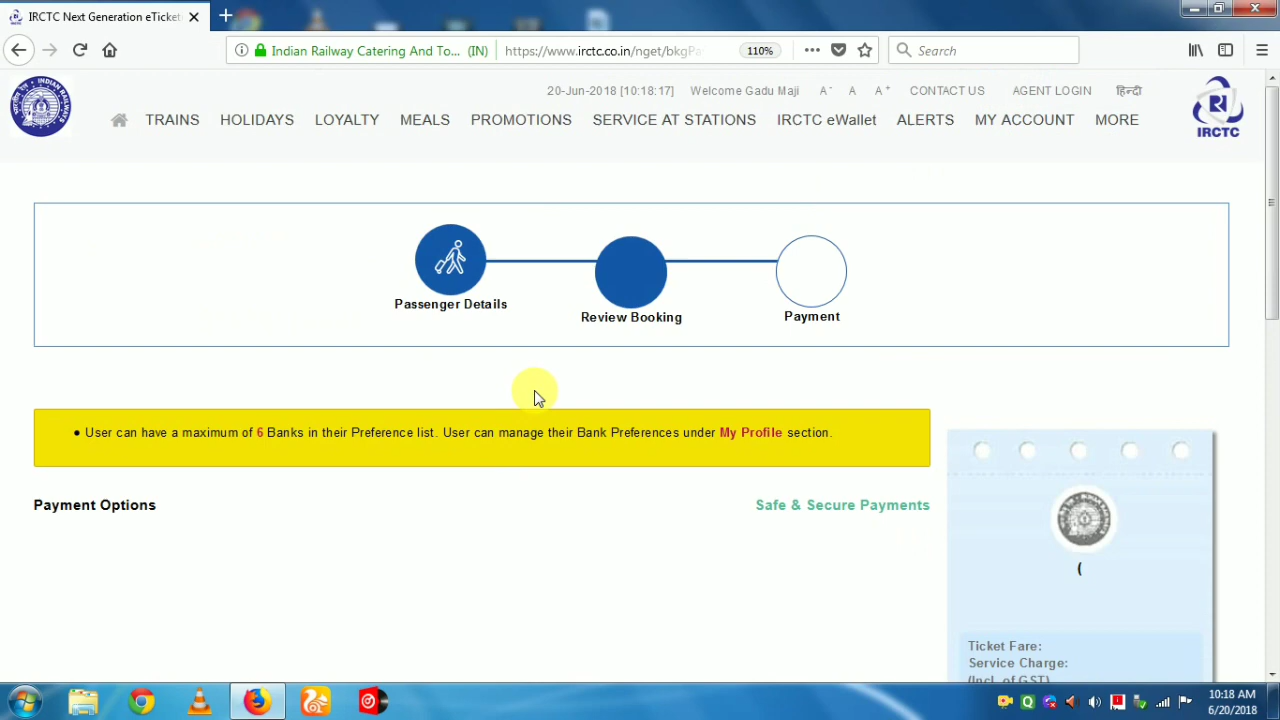 IRCTC Next Generation eTicket
Indian Railway Catering And To... (IN)
https://www.irctc.co.in/nget/bkgPa
110%
Search
20-Jun-2018 [10:18:17]
Welcome Gadu Maji
A-
A
A+
CONTACT US
AGENT LOGIN
हिन्दी
TRAINS
HOLIDAYS
LOYALTY
MEALS
PROMOTIONS
SERVICE AT STATIONS
IRCTC eWallet
ALERTS
MY ACCOUNT
MORE
IRCTC
Passenger Details
Review Booking
Payment
• User can have a maximum of 6 Banks in their Preference list. User can manage their Bank Preferences under My Profile section.
Payment Options
Safe & Secure Payments
(
Ticket Fare:
Service Charge:
(Incl. of GST)
10:18 AM
6/20/2018